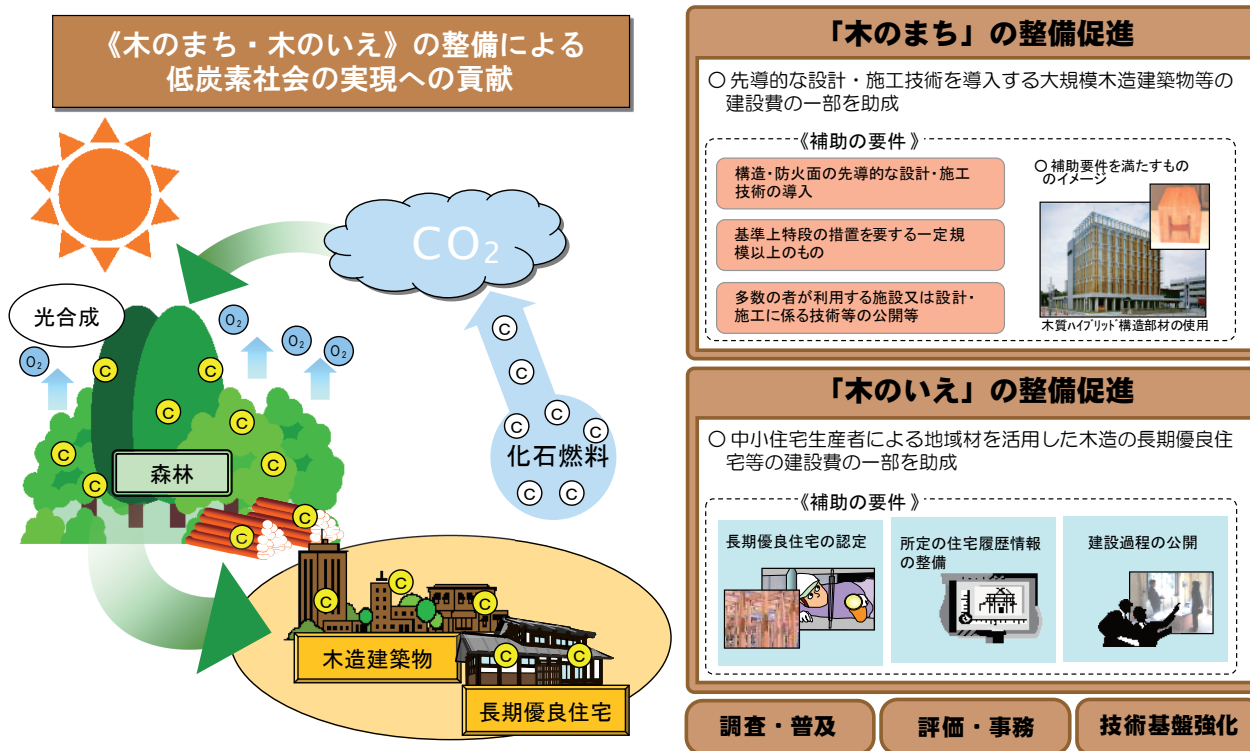 《木のまち・木のいえ》の整備による
低炭素社会の実現への貢献
CO₂
光合成
O₂
O₂
O₂
O₂
C
C
C
C
C
C
C
C
C
森林
C
C
C
C
化石燃料
C
C
C
C
C
C
C
C
木造建築物
C
C
長期優良住宅
「木のまち」の整備促進
○ 先導的な設計・施工技術を導入する大規模木造建築物等の
建設費の一部を助成
《補助の要件》
構造・防火面の先導的な設計・施工
技術の導入
基準上特段の措置を要する一定規
模以上のもの
多数の者が利用する施設又は設計・
施工に係る技術等の公開等
○ 補助要件を満たすもの
のイメージ
木質ﾊｲﾌﾞﾘｯﾄﾞ構造部材の使用
「木のいえ」の整備促進
○ 中小住宅生産者による地域材を活用した木造の長期優良住
宅等の建設費の一部を助成
《補助の要件》
長期優良住宅の認定
所定の住宅履歴情報
の整備
建設過程の公開
調査・普及
評価・事務
技術基盤強化